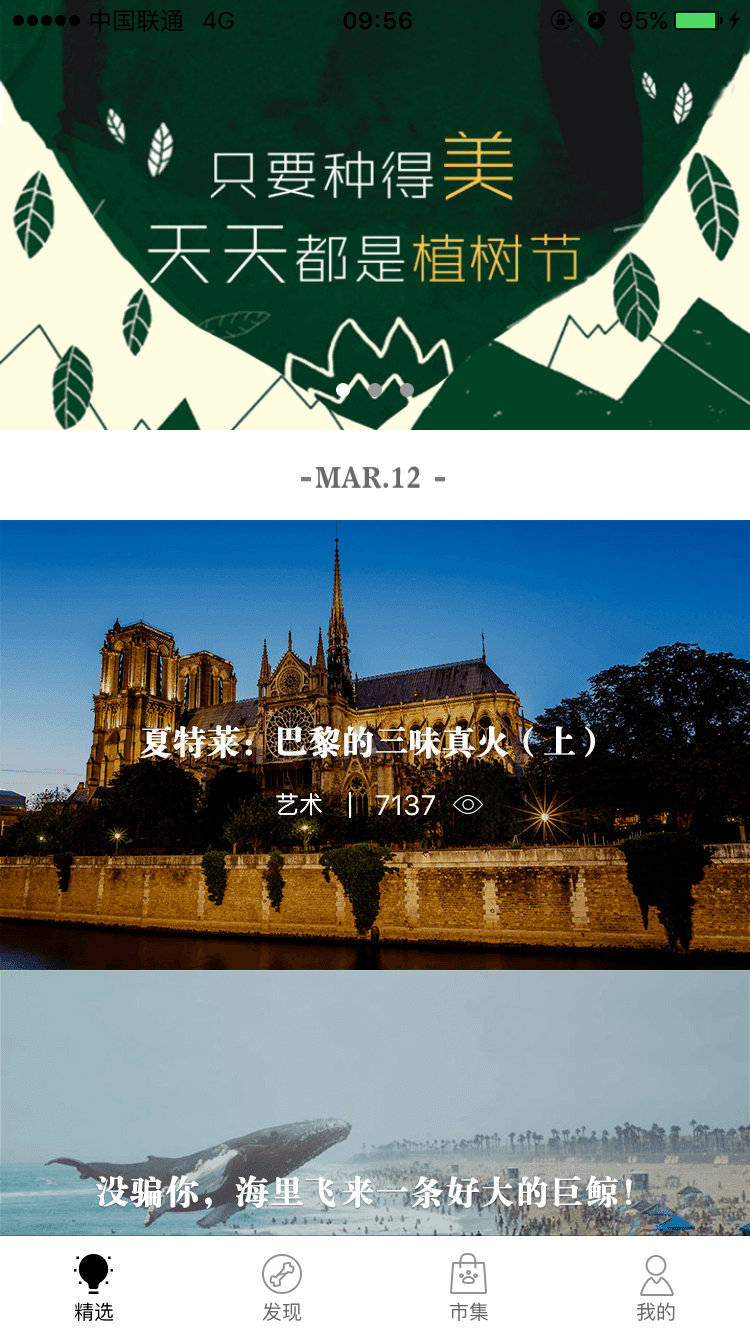 中国联通 4G 09:56 95%
只要种得美
天天都是植树节
-MAR.12 -
夏特莱：巴黎的三味真火（上）
艺术 | 7137
没骗你，海里飞来一条好大的巨鲸！
精选 发现 市集 我的